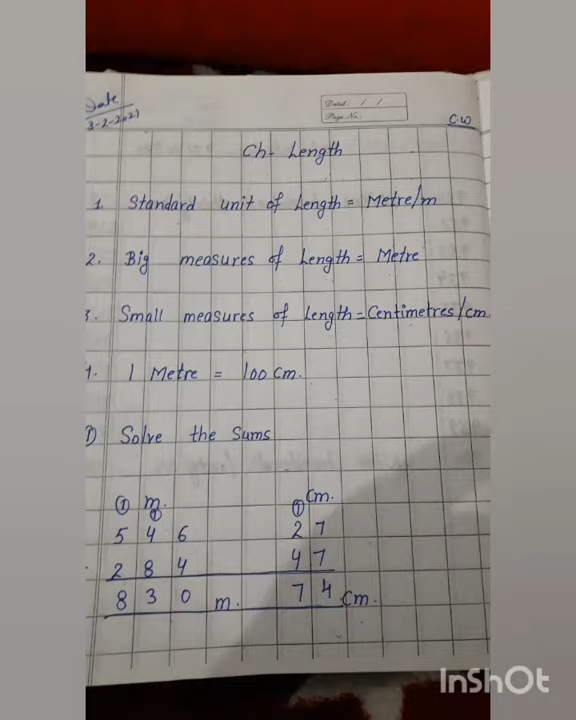 Date
3-2-2021
Dated: / /
Page No.
C.W
Ch- Length
1. Standard unit of Length = Metre/m
2. Big measures of Length = Metre
3. Small measures of Length = Centimetres/cm
4. 1 Metre = 100 cm.
D) Solve the Sums
① m. ① Cm.
①
5 4 6 2 7
2 8 4 4 7
8 3 0 m. 7 4 Cm.
InShOt